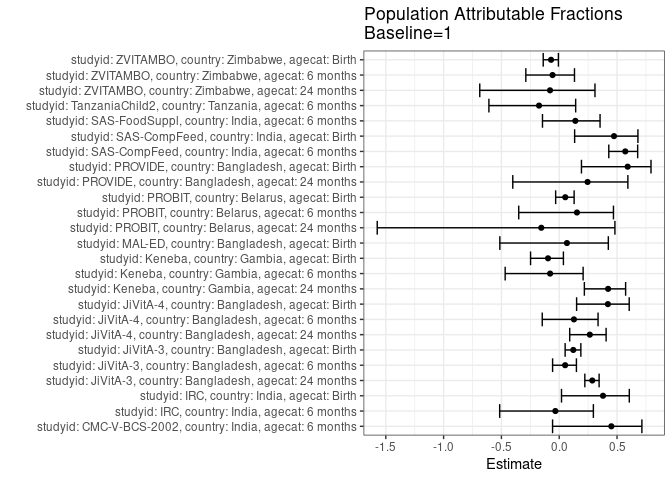 Population Attributable Fractions
Baseline=1
studyid: ZVITAMBO, country: Zimbabwe, agecat: Birth
studyid: ZVITAMBO, country: Zimbabwe, agecat: 6 months
studyid: ZVITAMBO, country: Zimbabwe, agecat: 24 months
studyid: TanzaniaChild2, country: Tanzania, agecat: 6 months
studyid: SAS-FoodSuppl, country: India, agecat: 6 months
studyid: SAS-CompFeed, country: India, agecat: Birth
studyid: SAS-CompFeed, country: India, agecat: 6 months
studyid: PROVIDE, country: Bangladesh, agecat: Birth
studyid: PROVIDE, country: Bangladesh, agecat: 24 months
studyid: PROBIT, country: Belarus, agecat: Birth
studyid: PROBIT, country: Belarus, agecat: 6 months
studyid: PROBIT, country: Belarus, agecat: 24 months
studyid: MAL-ED, country: Bangladesh, agecat: Birth
studyid: Keneba, country: Gambia, agecat: Birth
studyid: Keneba, country: Gambia, agecat: 6 months
studyid: Keneba, country: Gambia, agecat: 24 months
studyid: JiVitA-4, country: Bangladesh, agecat: Birth
studyid: JiVitA-4, country: Bangladesh, agecat: 6 months
studyid: JiVitA-4, country: Bangladesh, agecat: 24 months
studyid: JiVitA-3, country: Bangladesh, agecat: Birth
studyid: JiVitA-3, country: Bangladesh, agecat: 6 months
studyid: JiVitA-3, country: Bangladesh, agecat: 24 months
studyid: IRC, country: India, agecat: Birth
studyid: IRC, country: India, agecat: 6 months
studyid: CMC-V-BCS-2002, country: India, agecat: 6 months
-1.5 -1.0 -0.5 0.0 0.5
Estimate